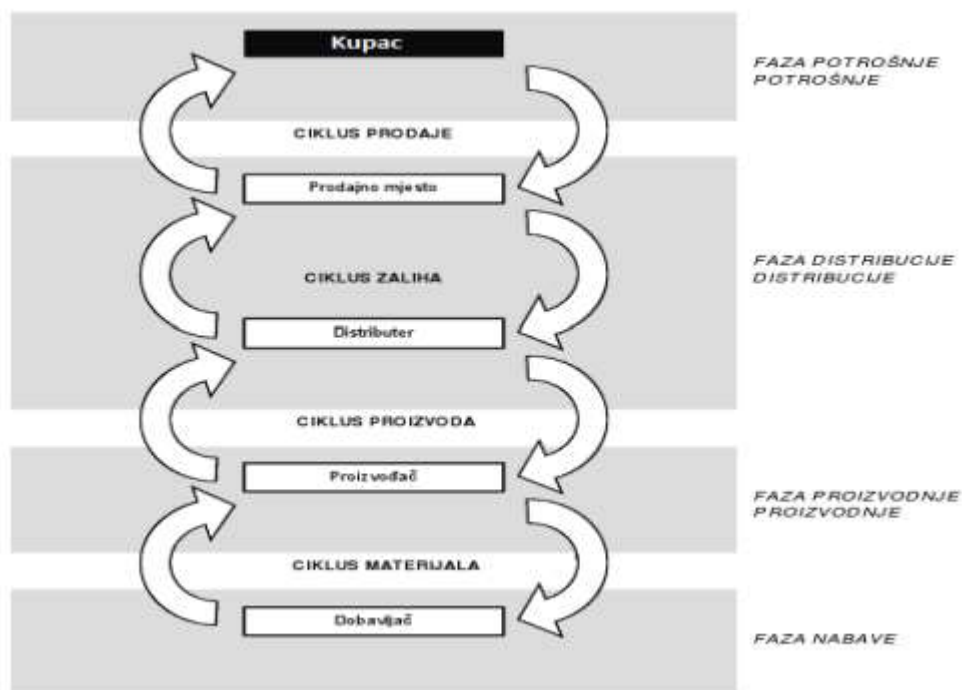 Kupac
FAZA POTROŠNJE
POTROŠNJE
CIKLUS PRODAJE
Prodajno mjesto
FAZA DISTRIBUCIJE
DISTRIBUCIJE
CIKLUS ZALIHA
Distributer
CIKLUS PROIZVODA
Proizvođač
FAZA PROIZVODNJE
PROIZVODNJE
CIKLUS MATERIJALA
Dobavljač
FAZA NABAVE